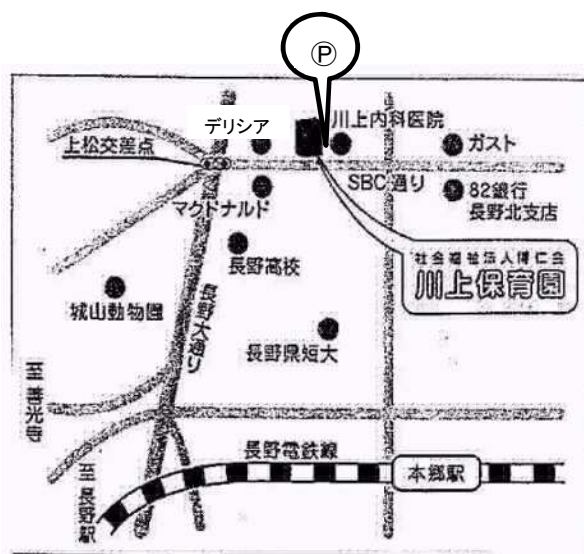 Ⓟ
デリシア
川上内科医院
上松交差点
ガスト
SBC通り
82銀行
長野北支店
マクドナルド
長野高校
社会福祉法人博仁会
川上保育園
城山動物園
長野大通り
長野県短大
至 善光寺
長野電鉄線
本郷駅
至 長野駅